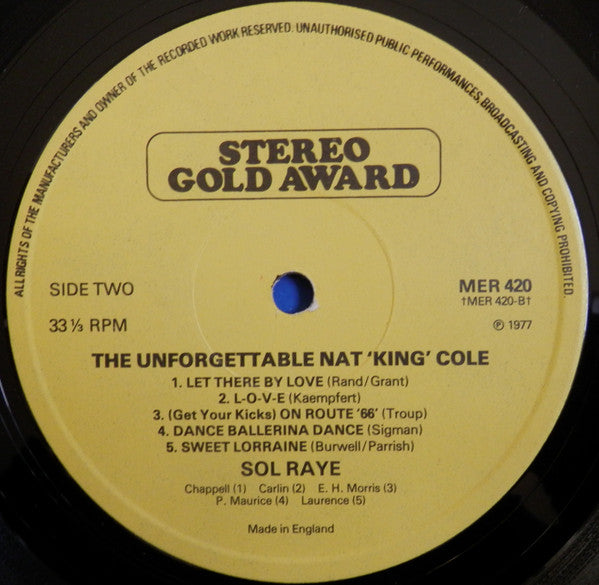 ALL RIGHTS OF THE MANUFACTURERS AND OWNER OF THE RECORDED WORK RESERVED. UNAUTHORISED PUBLIC PERFORMANCES, BROADCASTING AND COPYING PROHIBITED.
STEREO
GOLD AWARD
SIDE TWO
MER 420
†MER 420-B†
33⅓ RPM
℗ 1977
THE UNFORGETTABLE NAT 'KING' COLE
1. LET THERE BY LOVE (Rand/Grant)
2. L-O-V-E (Kaempfert)
3. (Get Your Kicks) ON ROUTE '66' (Troup)
4. DANCE BALLERINA DANCE (Sigman)
5. SWEET LORRAINE (Burwell/Parrish)
SOL RAYE
Chappell (1) Carlin (2) E. H. Morris (3)
P. Maurice (4) Laurence (5)
Made in England